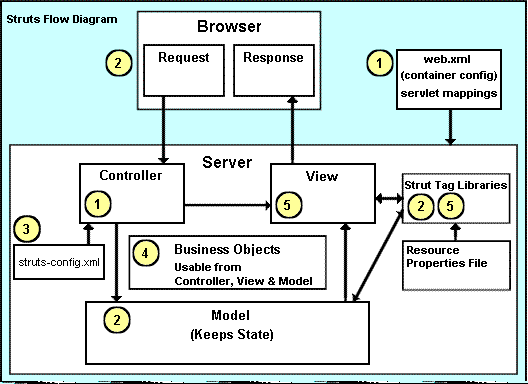 Struts Flow Diagram
Browser
2
Request
Response
1
web.xml
(container config)
servlet mappings
Server
Controller
1
View
5
Strut Tag Libraries
2 5
3
struts-config.xml
4
Business Objects
Usable from
Controller, View & Model
Resource
Properties File
2
Model
(Keeps State)